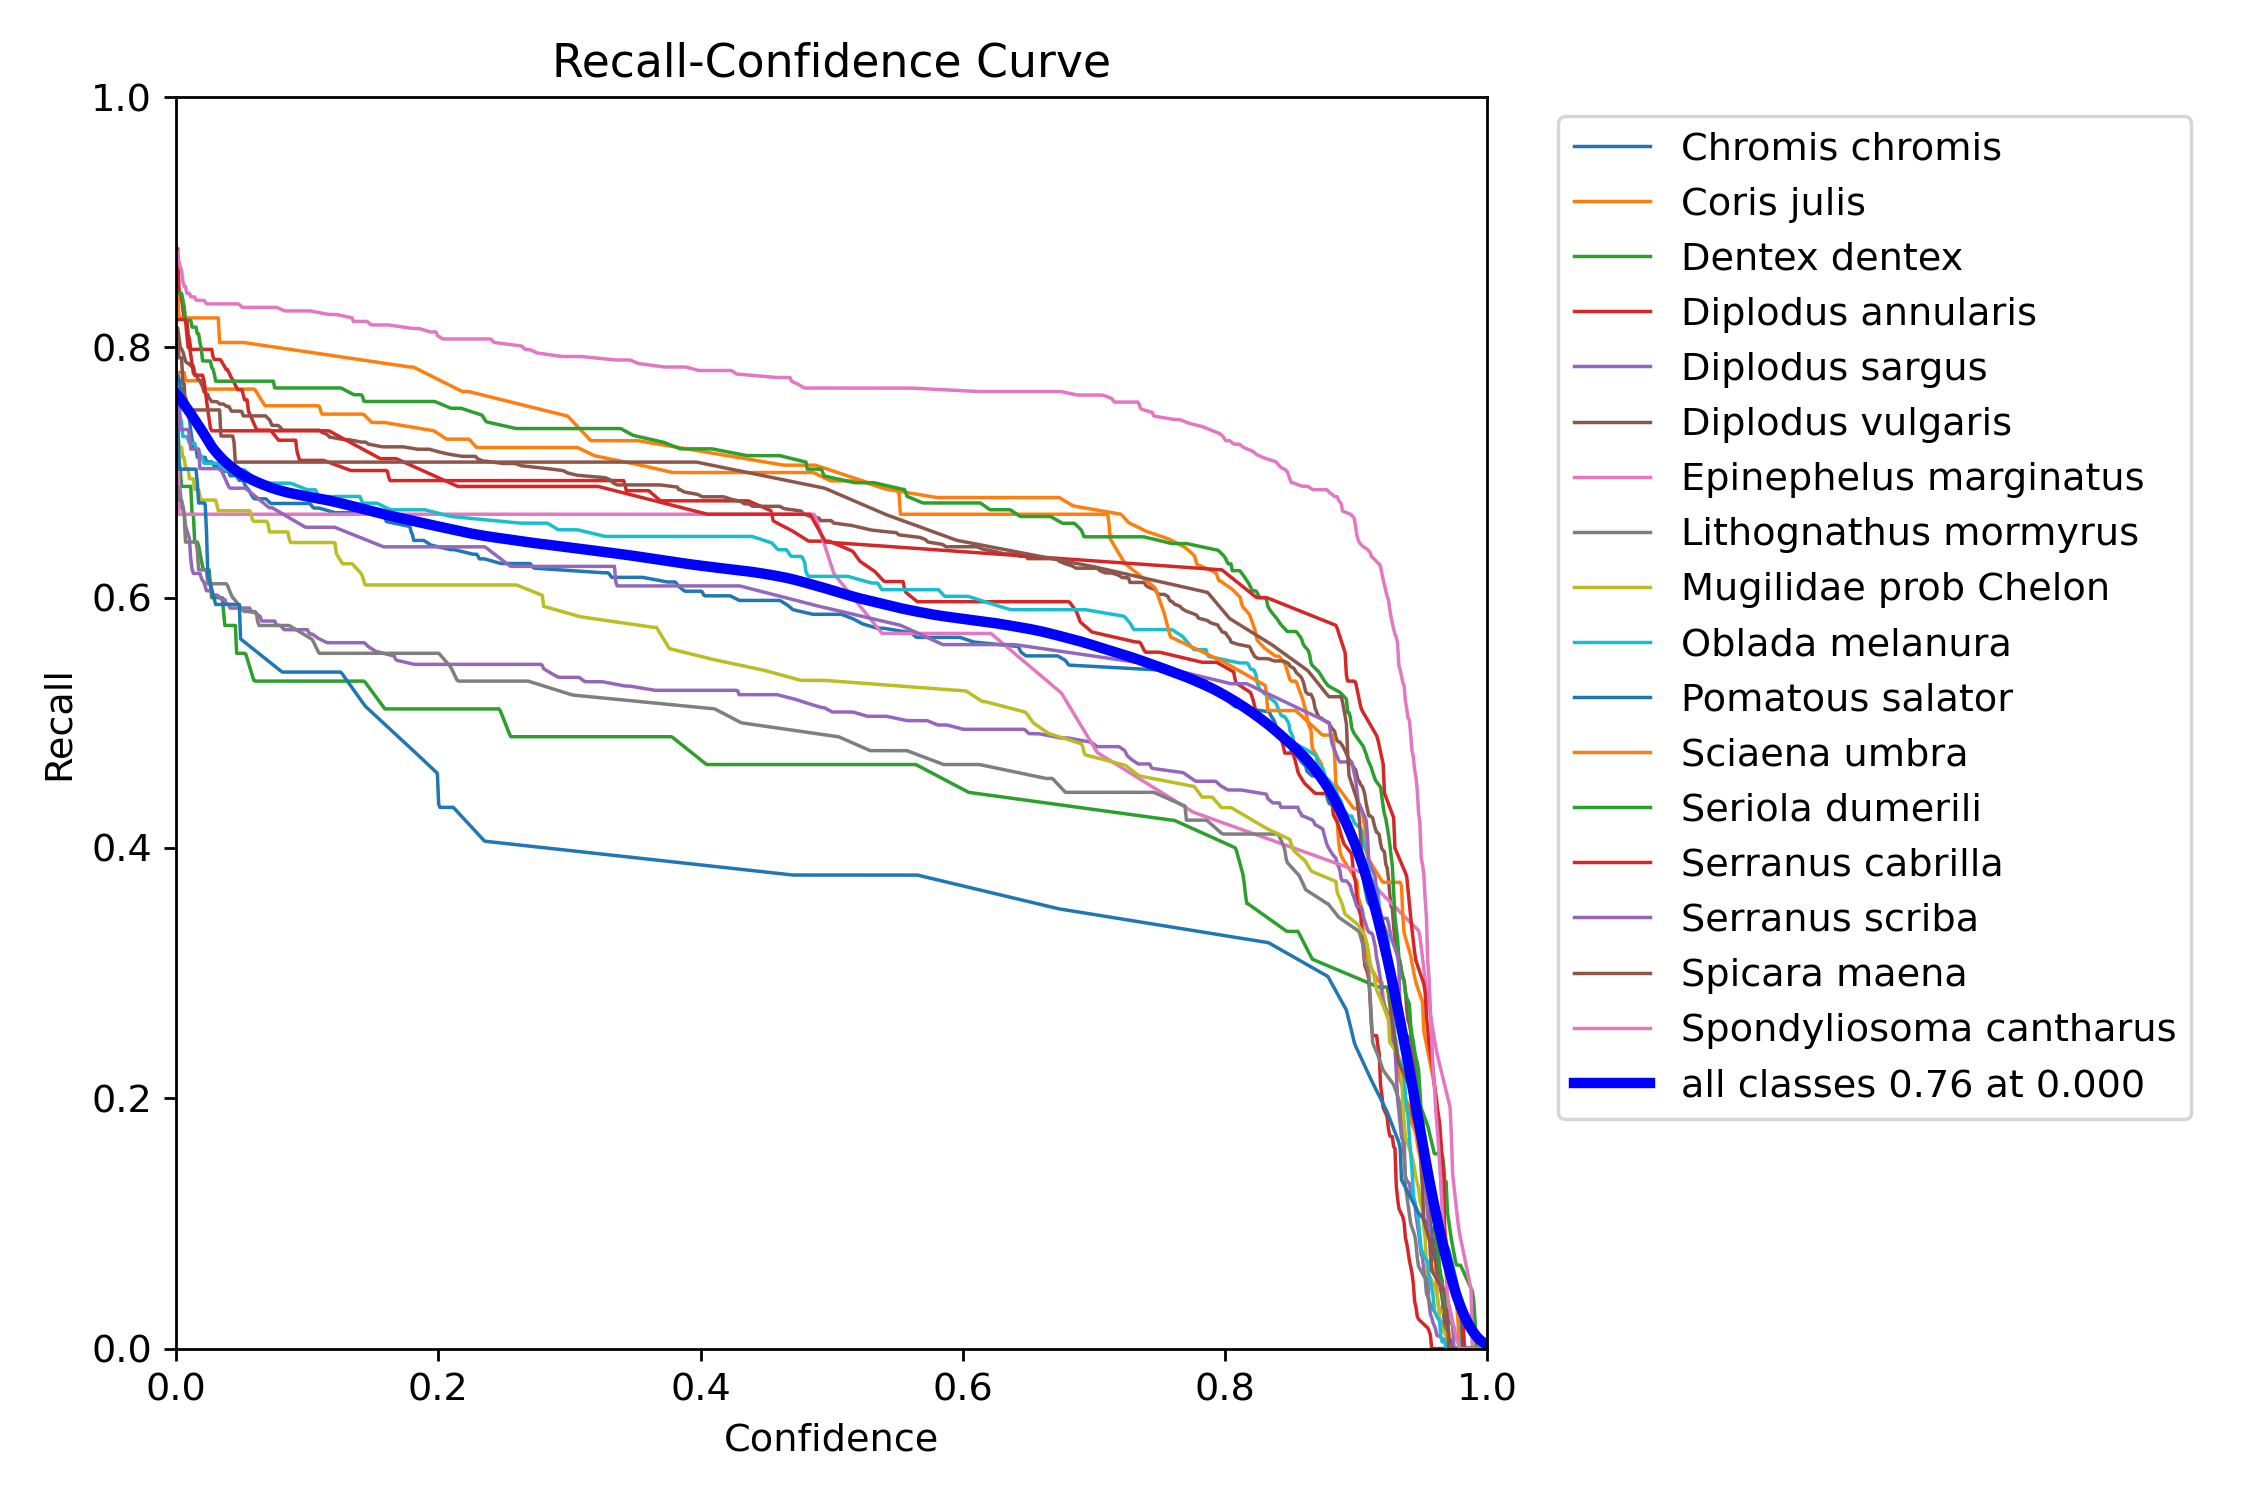 Recall-Confidence Curve
1.0
0.8
0.6
0.4
0.2
0.0
Recall
0.0 0.2 0.4 0.6 0.8 1.0
Confidence
Chromis chromis
Coris julis
Dentex dentex
Diplodus annularis
Diplodus sargus
Diplodus vulgaris
Epinephelus marginatus
Lithognathus mormyrus
Mugilidae prob Chelon
Oblada melanura
Pomatous salator
Sciaena umbra
Seriola dumerili
Serranus cabrilla
Serranus scriba
Spicara maena
Spondyliosoma cantharus
all classes 0.76 at 0.000